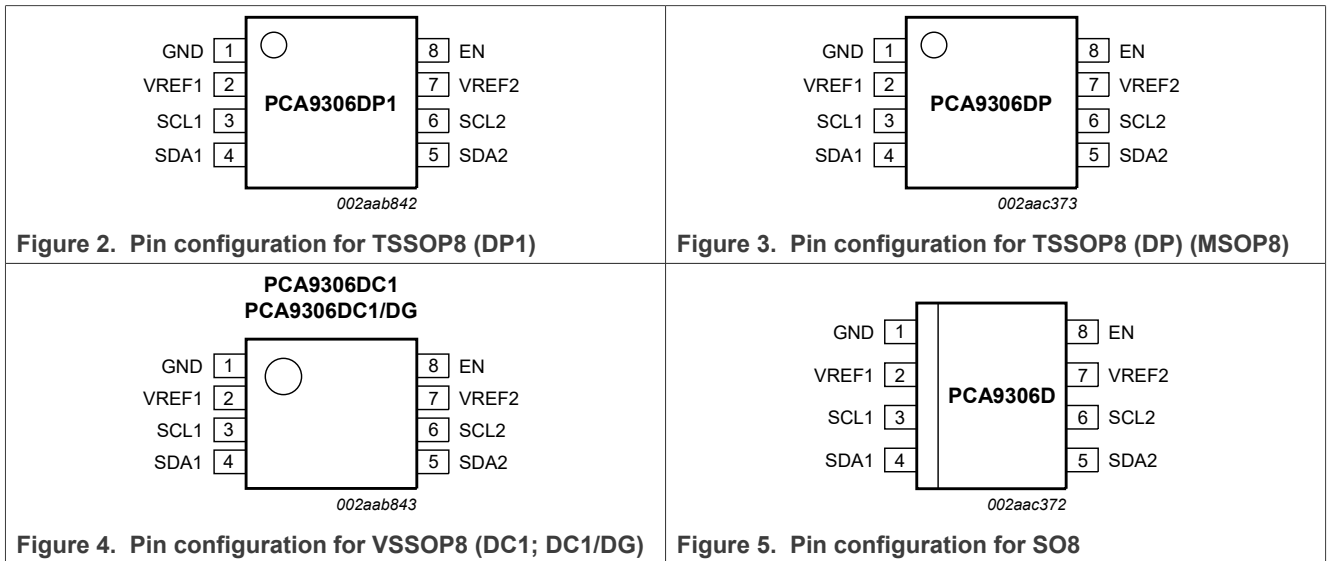 GND 1 8 EN
VREF1 2 7 VREF2
PCA9306DP1
SCL1 3 6 SCL2
SDA1 4 5 SDA2
002aab842
Figure 2. Pin configuration for TSSOP8 (DP1)
GND 1 8 EN
VREF1 2 7 VREF2
PCA9306DP
SCL1 3 6 SCL2
SDA1 4 5 SDA2
002aac373
Figure 3. Pin configuration for TSSOP8 (DP) (MSOP8)
PCA9306DC1
PCA9306DC1/DG
GND 1 8 EN
VREF1 2 7 VREF2
SCL1 3 6 SCL2
SDA1 4 5 SDA2
002aab843
Figure 4. Pin configuration for VSSOP8 (DC1; DC1/DG)
GND 1 8 EN
VREF1 2 7 VREF2
PCA9306D
SCL1 3 6 SCL2
SDA1 4 5 SDA2
002aac372
Figure 5. Pin configuration for SO8